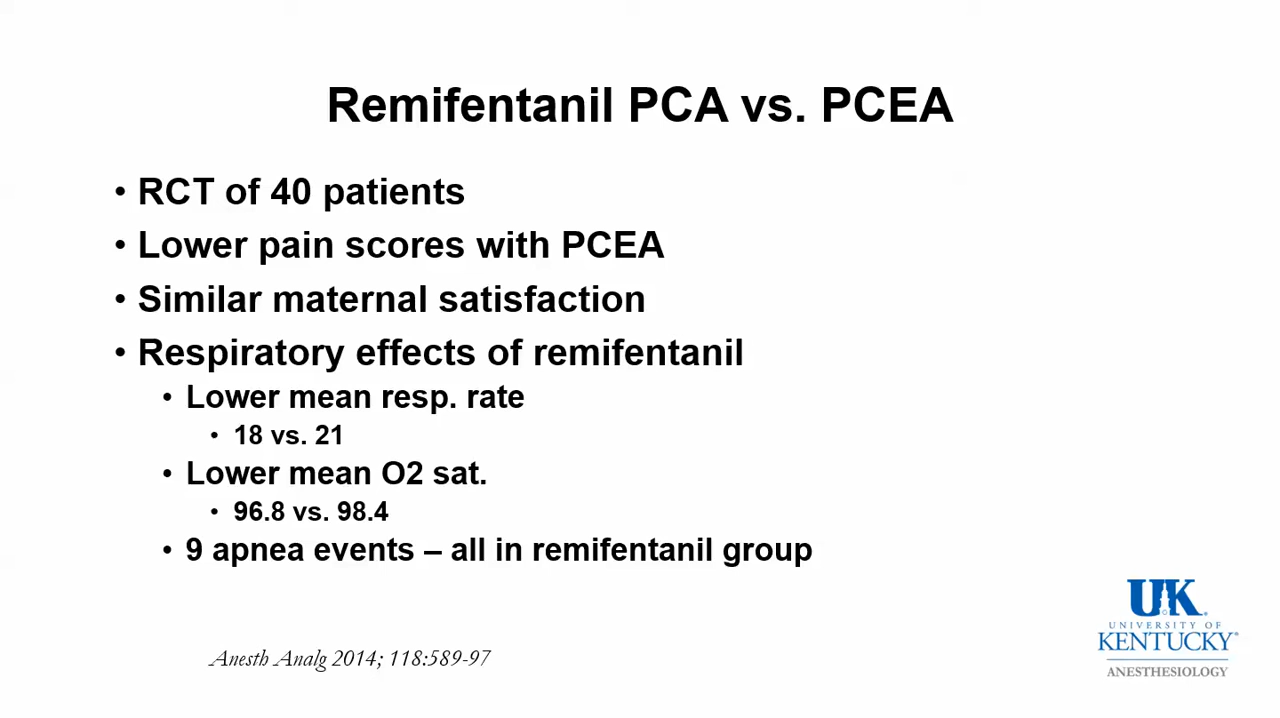 Remifentanil PCA vs. PCEA
• RCT of 40 patients
• Lower pain scores with PCEA
• Similar maternal satisfaction
• Respiratory effects of remifentanil
• Lower mean resp. rate
• 18 vs. 21
• Lower mean O2 sat.
• 96.8 vs. 98.4
• 9 apnea events – all in remifentanil group
Anesth Analg 2014; 118:589-97
UK
UNIVERSITY OF
KENTUCKY®
ANESTHESIOLOGY